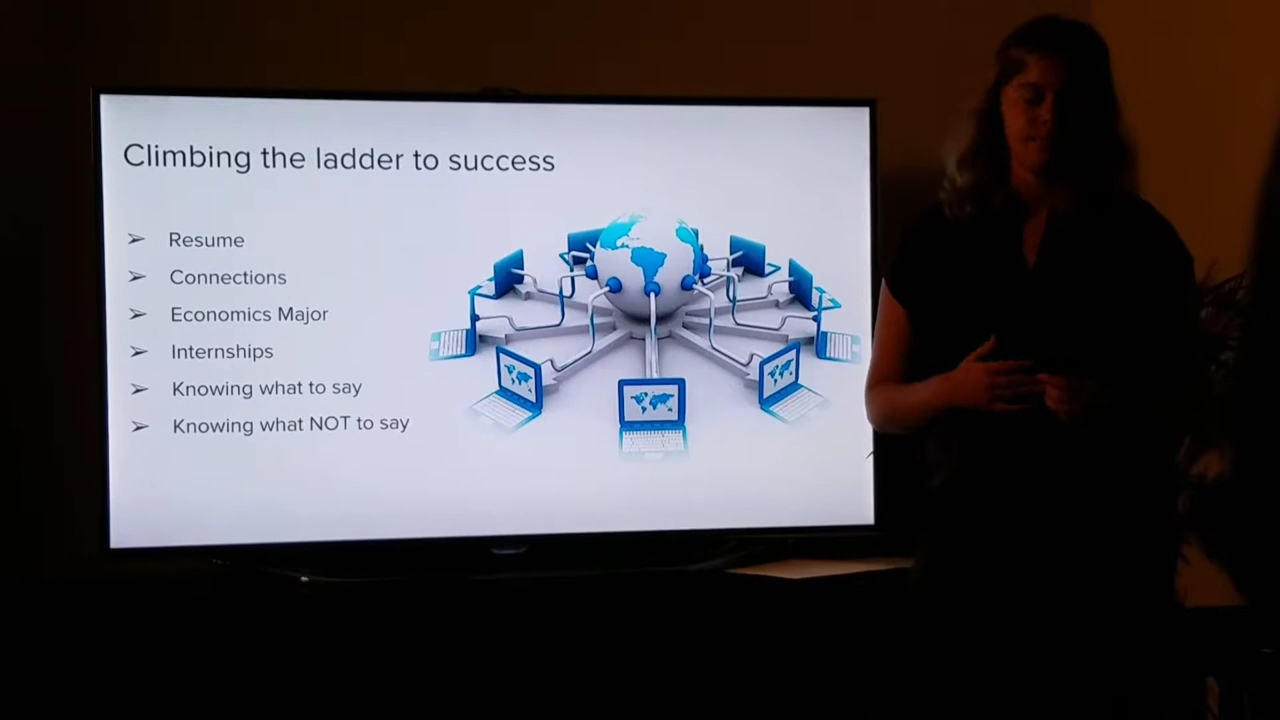 Climbing the ladder to success
➢ Resume
➢ Connections
➢ Economics Major
➢ Internships
➢ Knowing what to say
➢ Knowing what NOT to say